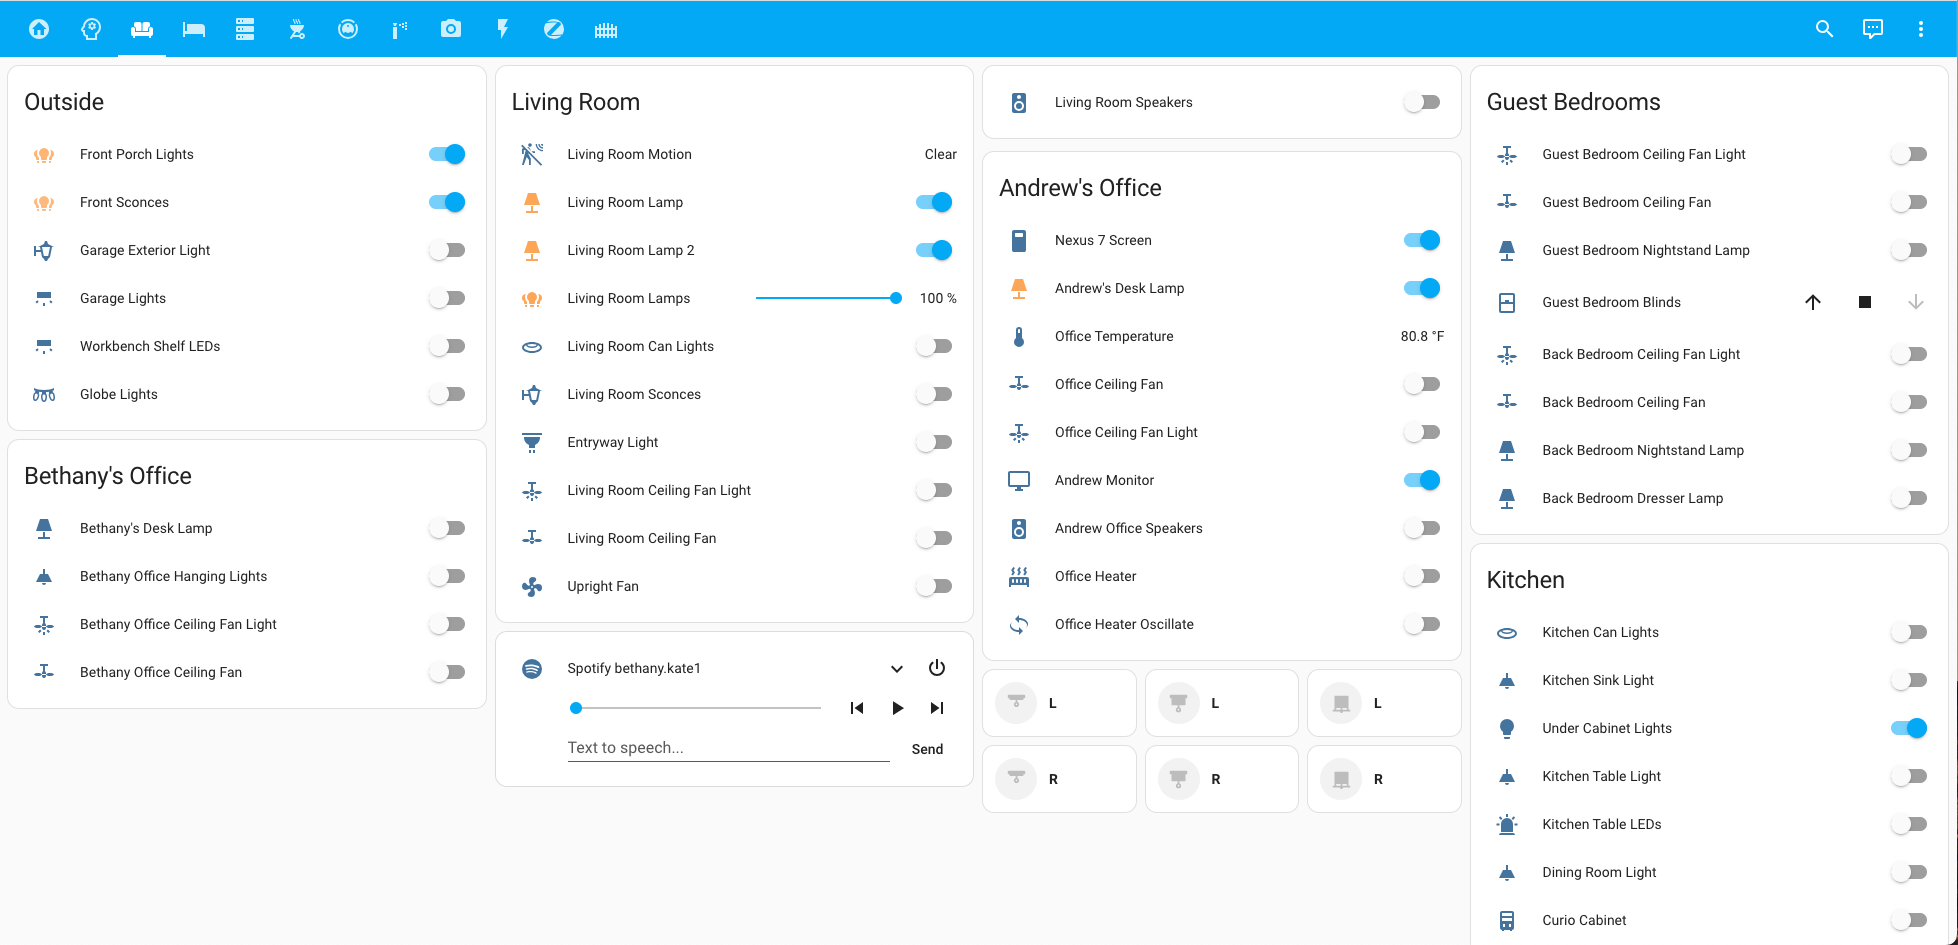 Outside
Front Porch Lights
Front Sconces
Garage Exterior Light
Garage Lights
Workbench Shelf LEDs
Globe Lights
Bethany's Office
Bethany's Desk Lamp
Bethany Office Hanging Lights
Bethany Office Ceiling Fan Light
Bethany Office Ceiling Fan
Living Room
Living Room Motion Clear
Living Room Lamp
Living Room Lamp 2
Living Room Lamps 100 %
Living Room Can Lights
Living Room Sconces
Entryway Light
Living Room Ceiling Fan Light
Living Room Ceiling Fan
Upright Fan
Spotify bethany.kate1
Text to speech... Send
Living Room Speakers
Andrew's Office
Nexus 7 Screen
Andrew's Desk Lamp
Office Temperature 80.8 °F
Office Ceiling Fan
Office Ceiling Fan Light
Andrew Monitor
Andrew Office Speakers
Office Heater
Office Heater Oscillate
L L L
R R R
Guest Bedrooms
Guest Bedroom Ceiling Fan Light
Guest Bedroom Ceiling Fan
Guest Bedroom Nightstand Lamp
Guest Bedroom Blinds
Back Bedroom Ceiling Fan Light
Back Bedroom Ceiling Fan
Back Bedroom Nightstand Lamp
Back Bedroom Dresser Lamp
Kitchen
Kitchen Can Lights
Kitchen Sink Light
Under Cabinet Lights
Kitchen Table Light
Kitchen Table LEDs
Dining Room Light
Curio Cabinet